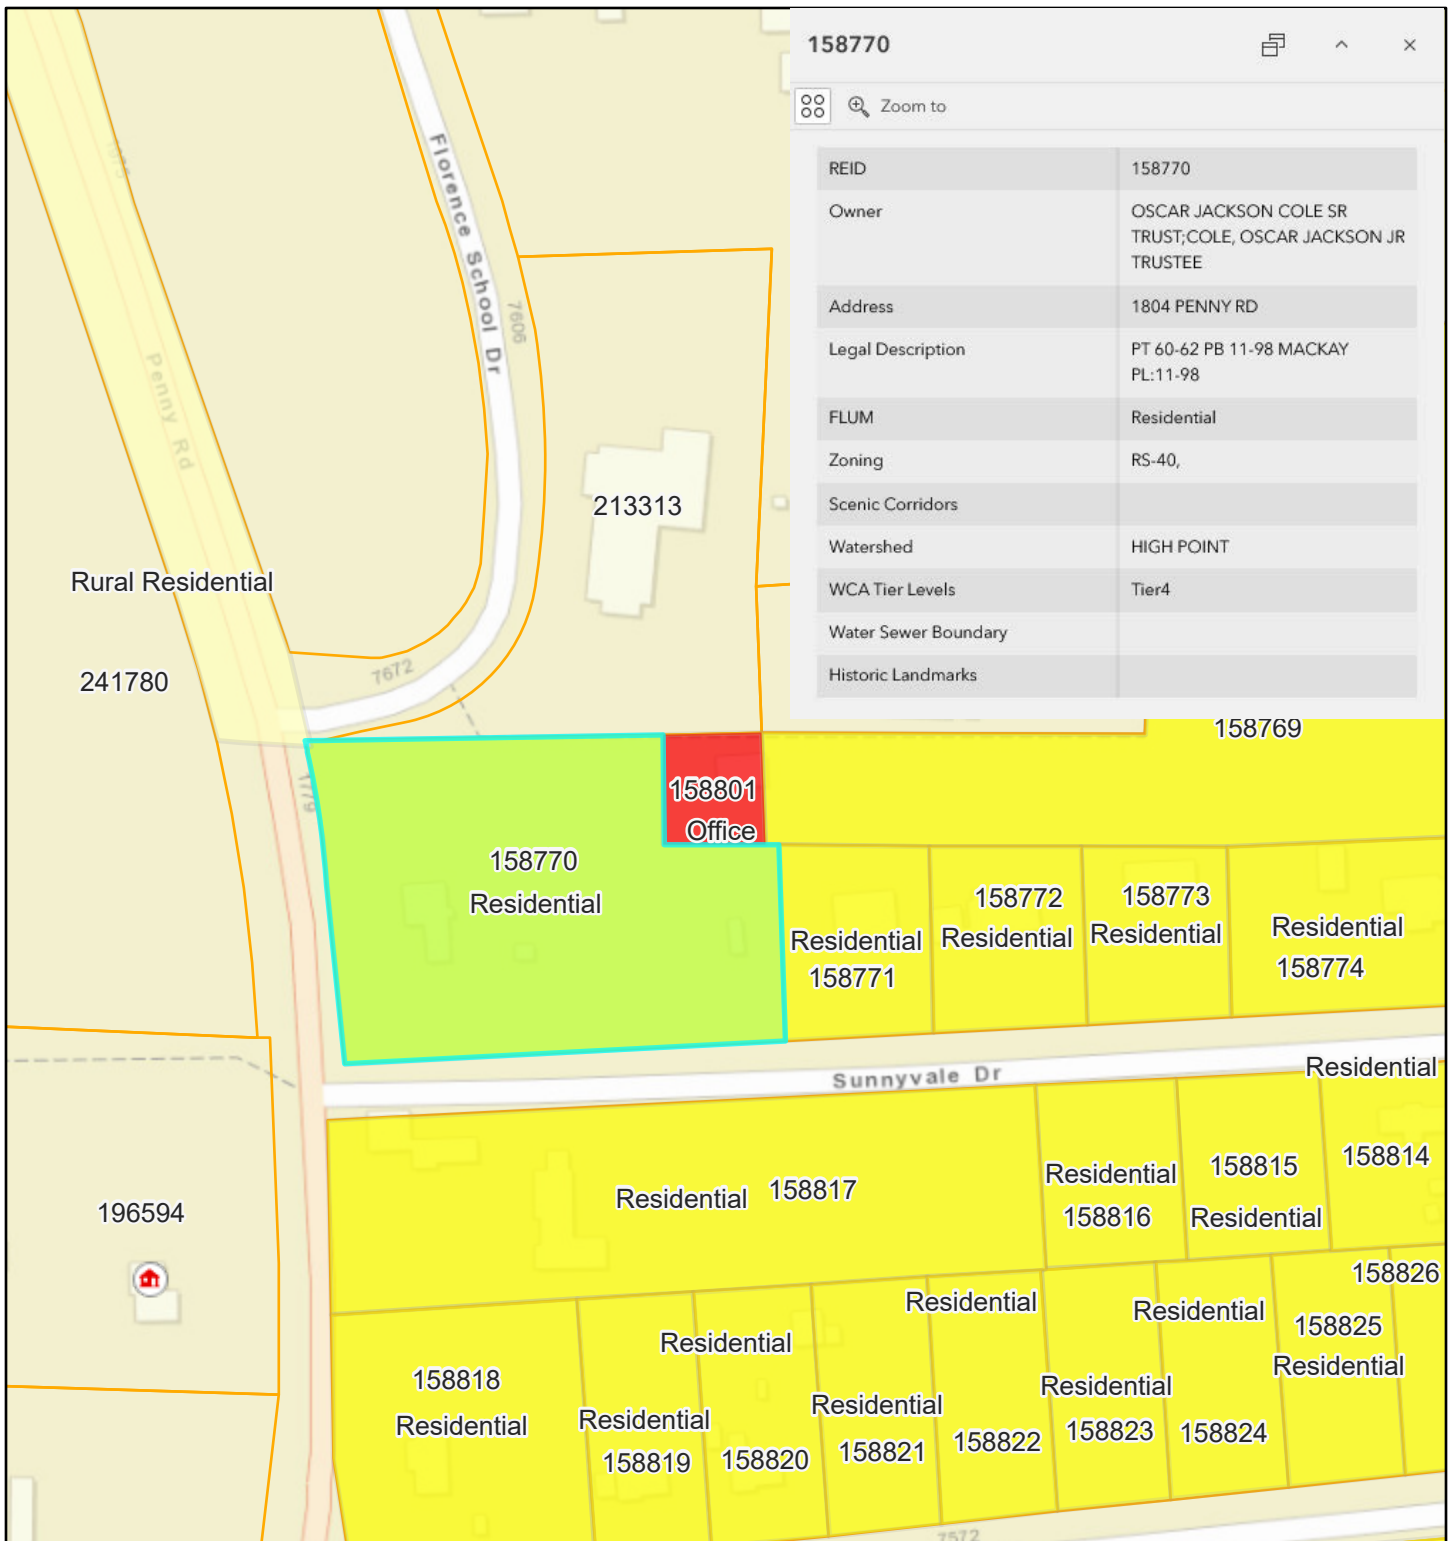 158770
Zoom to
REID 158770
Owner OSCAR JACKSON COLE SR
TRUST;COLE, OSCAR JACKSON JR
TRUSTEE
Address 1804 PENNY RD
Legal Description PT 60-62 PB 11-98 MACKAY
PL:11-98
FLUM Residential
Zoning RS-40,
Scenic Corridors
Watershed HIGH POINT
WCA Tier Levels Tier4
Water Sewer Boundary
Historic Landmarks
Florence School Dr
7606
Penny Rd
213313
Rural Residential
241780
7672
158769
1779
158801
Office
158770
Residential
158772
Residential
158773
Residential
Residential
158774
Residential
158771
Sunnyvale Dr
Residential
158814
158815
Residential
Residential
158816
Residential 158817
196594
158826
158825
Residential
Residential
158824
Residential
158823
Residential
158822
Residential
158821
Residential
158820
Residential
158819
158818
Residential
7572